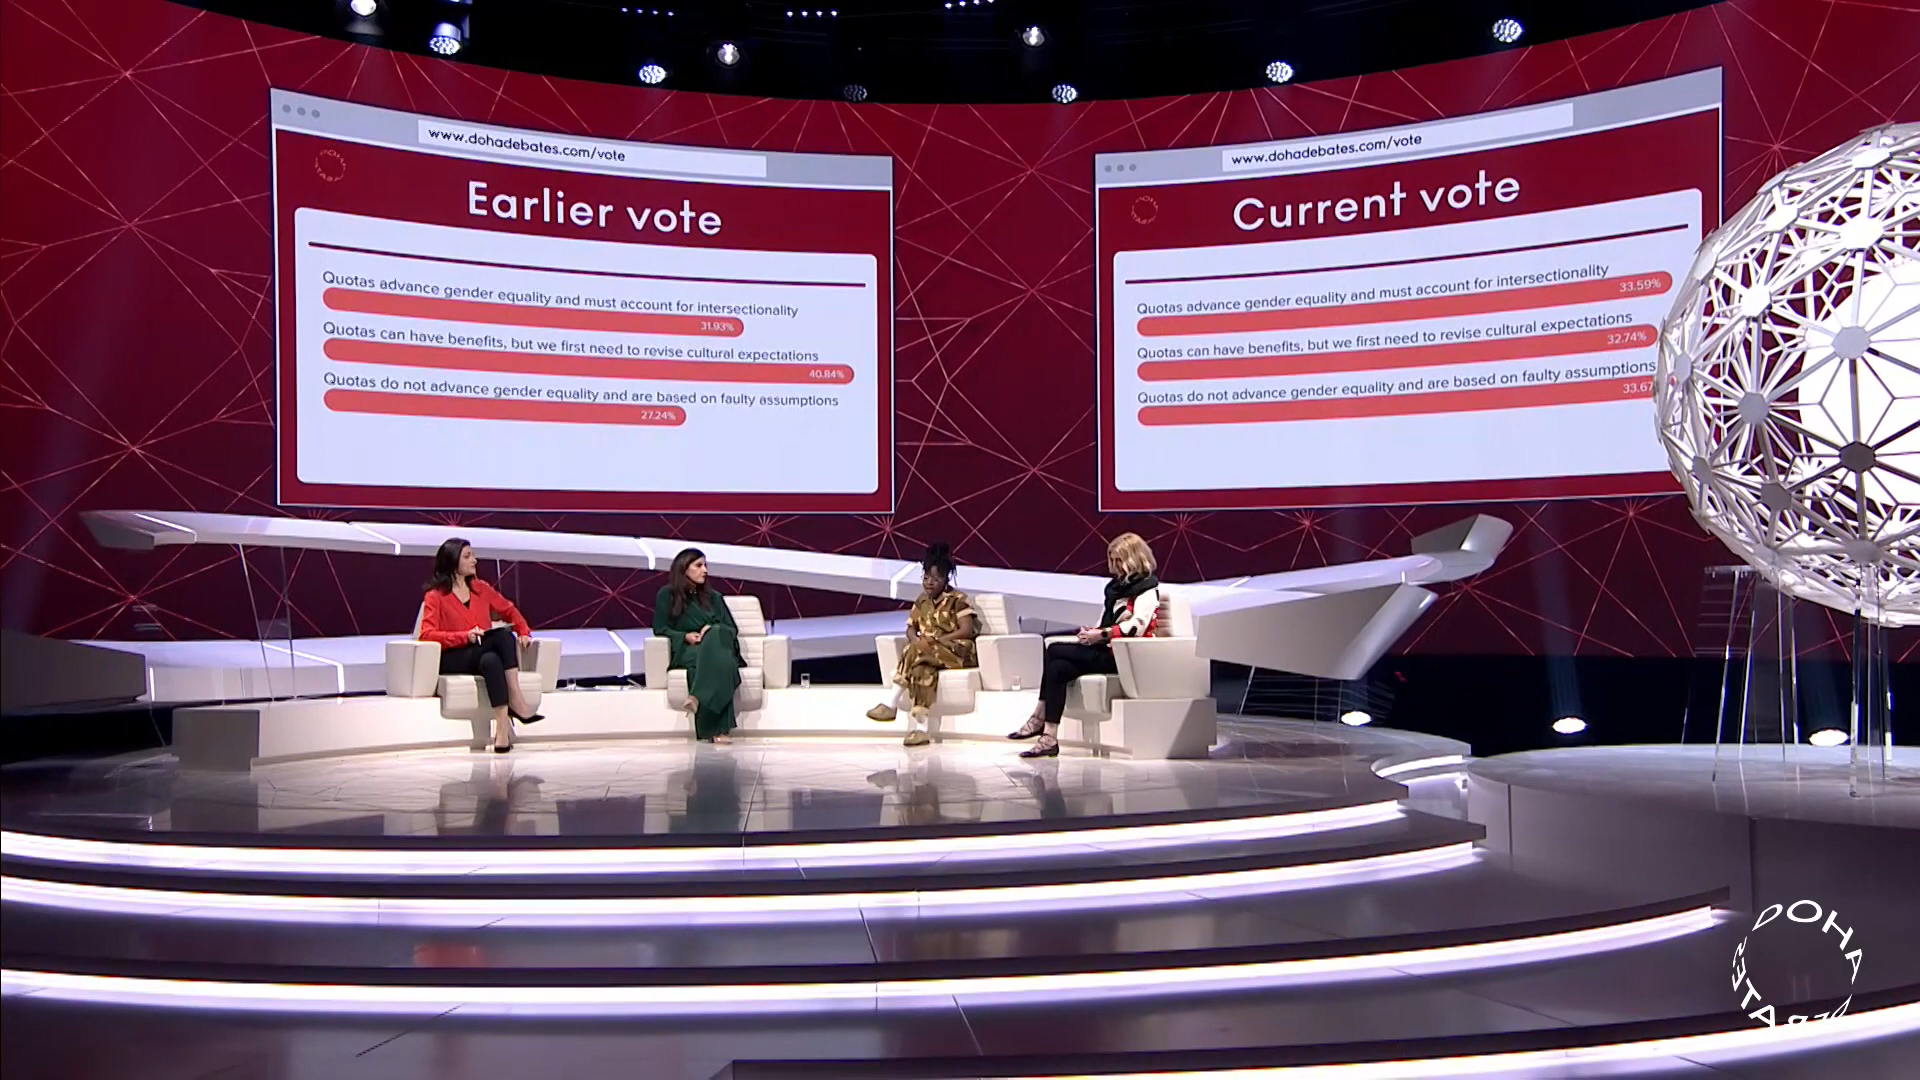 www.dohadebates.com/vote
Earlier vote
Quotas advance gender equality and must account for intersectionality
31.93%
Quotas can have benefits, but we first need to revise cultural expectations
40.84%
Quotas do not advance gender equality and are based on faulty assumptions
27.24%
www.dohadebates.com/vote
Current vote
Quotas advance gender equality and must account for intersectionality
33.59%
Quotas can have benefits, but we first need to revise cultural expectations
32.74%
Quotas do not advance gender equality and are based on faulty assumptions
33.67
DOHA
DEBATES